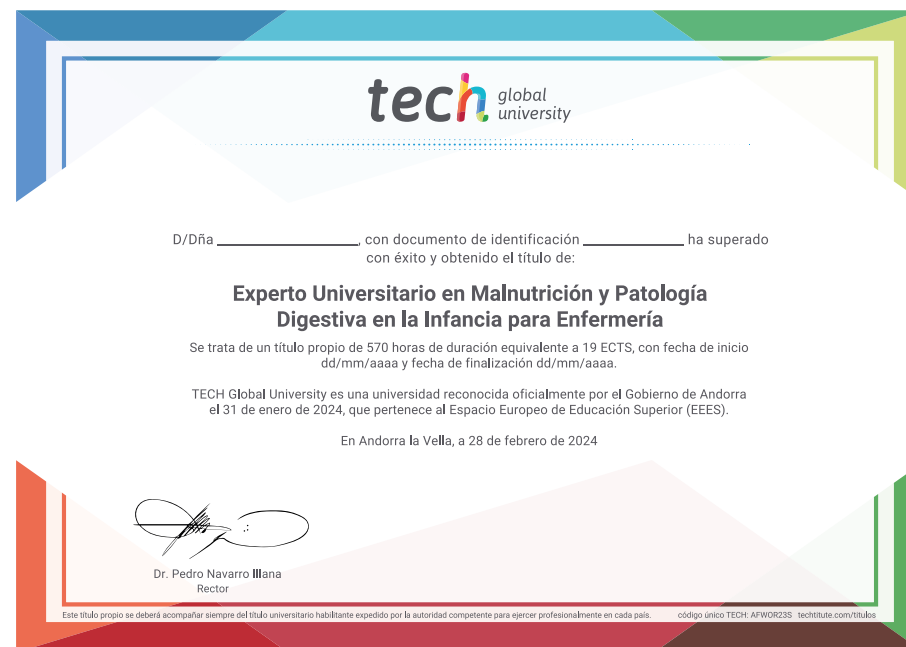 tech global university
D/Dña ____________________, con documento de identificación ______________ ha superado
con éxito y obtenido el título de:
Experto Universitario en Malnutrición y Patología
Digestiva en la Infancia para Enfermería
Se trata de un título propio de 570 horas de duración equivalente a 19 ECTS, con fecha de inicio
dd/mm/aaaa y fecha de finalización dd/mm/aaaa.
TECH Global University es una universidad reconocida oficialmente por el Gobierno de Andorra
el 31 de enero de 2024, que pertenece al Espacio Europeo de Educación Superior (EEES).
En Andorra la Vella, a 28 de febrero de 2024
Dr. Pedro Navarro Illana
Rector
Este título propio se deberá acompañar siempre del título universitario habilitante expedido por la autoridad competente para ejercer profesionalmente en cada país. código único TECH: AFWOR23S techtitute.com/titulos